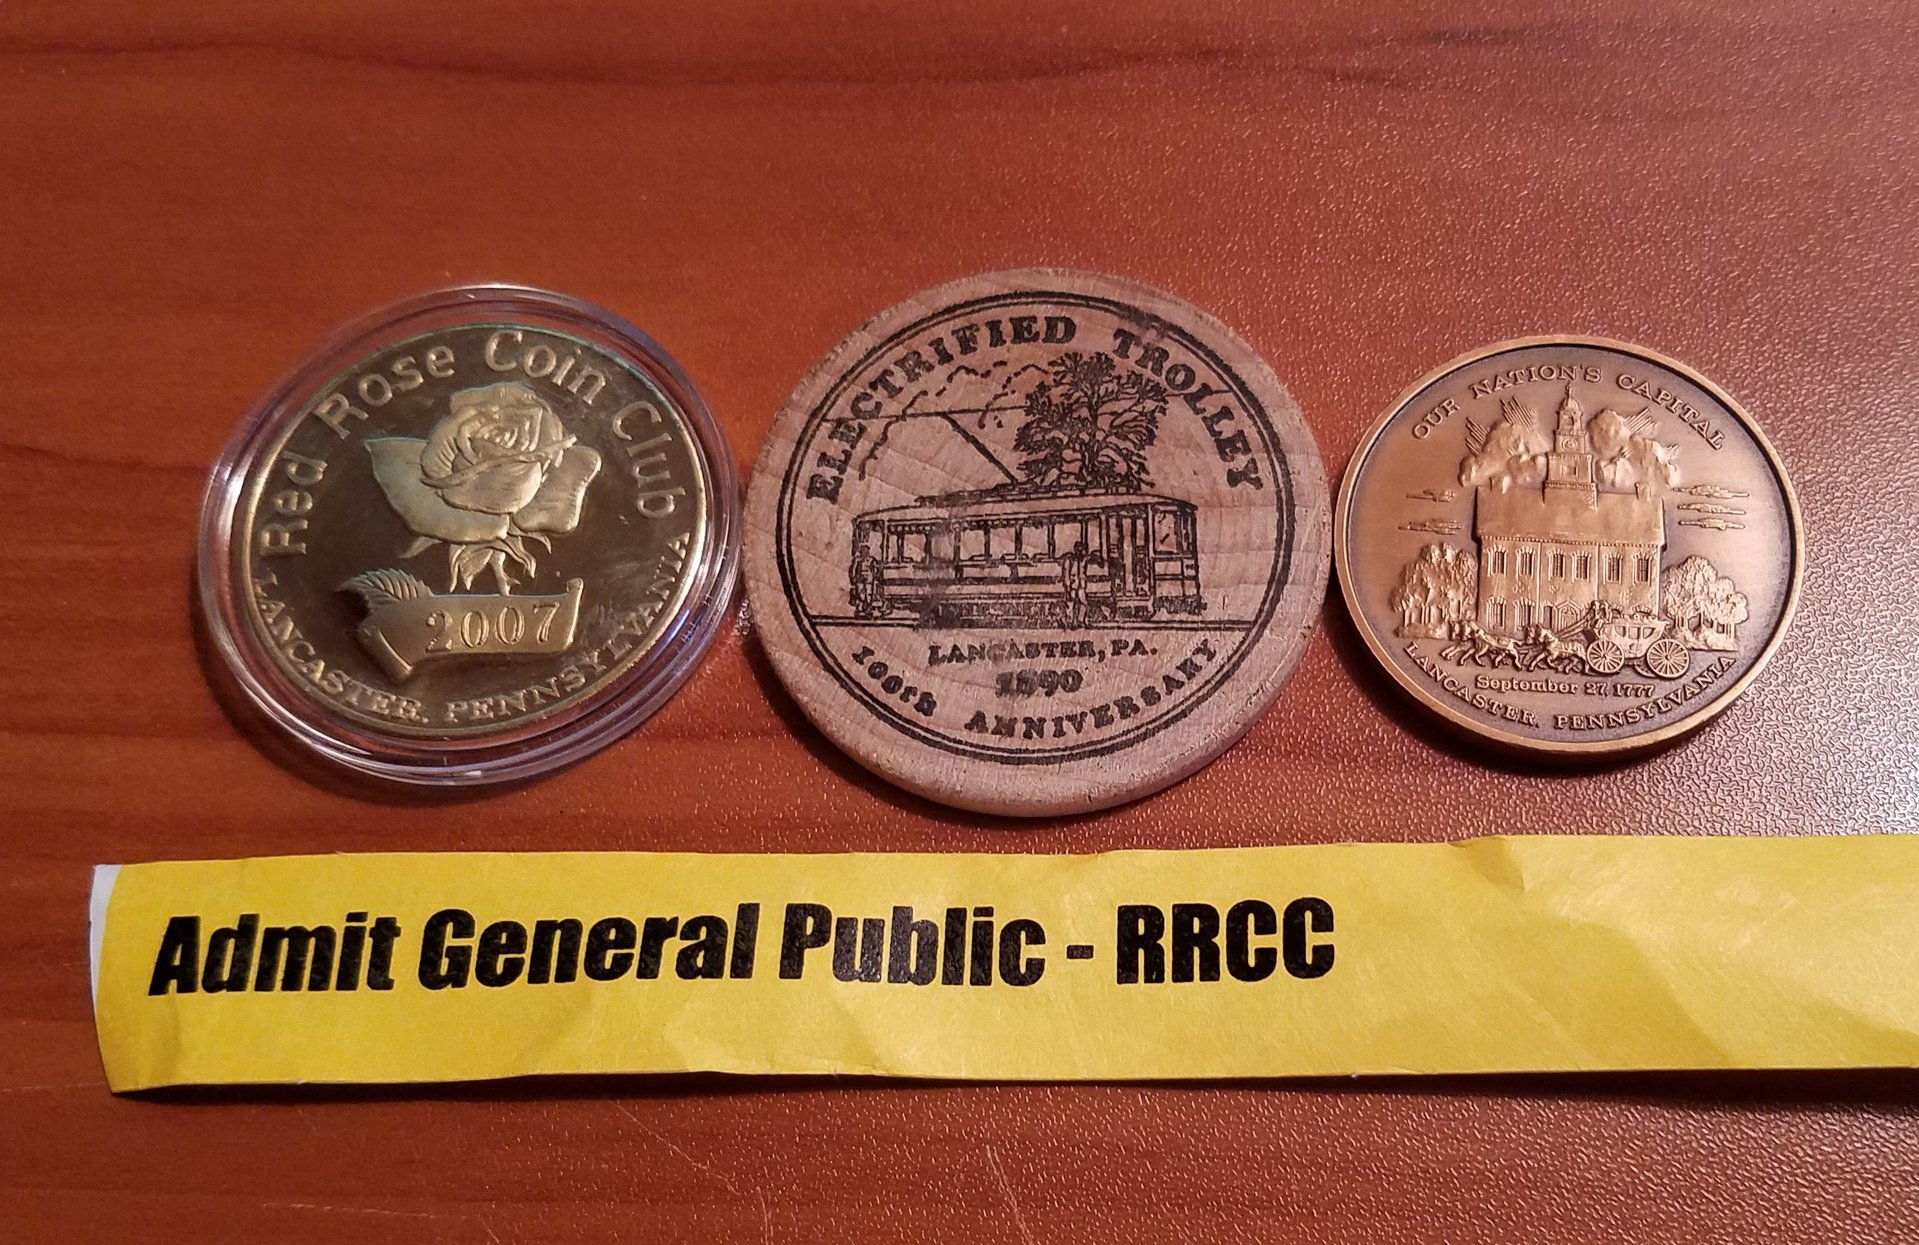 Red Rose Coin Club
2007
LANCASTER, PENNSYLVANIA
ELECTRIFIED TROLLEY
LANCASTER, PA.
1890
100th ANNIVERSARY
OUR NATION'S CAPITAL
September 27 1777
LANCASTER, PENNSYLVANIA
Admit General Public - RRCC